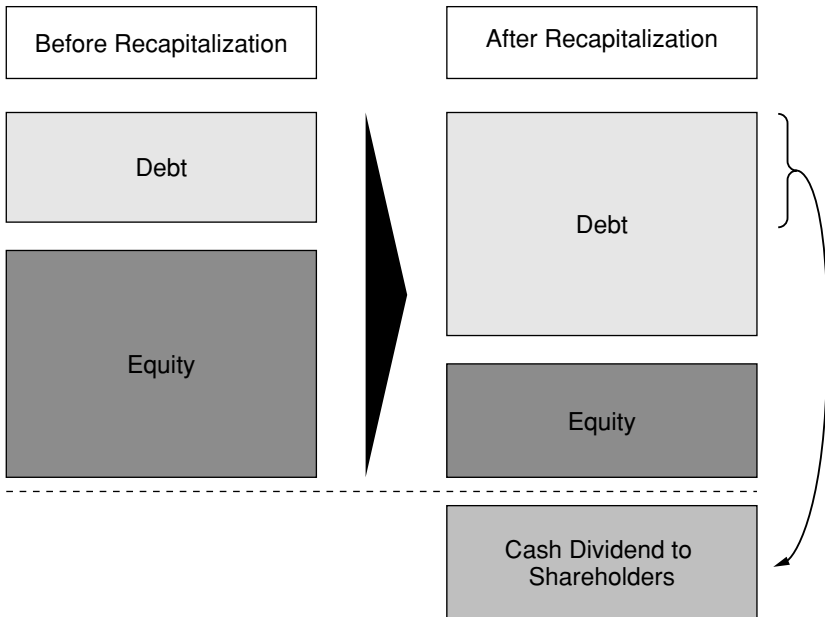 Before Recapitalization
After Recapitalization
Debt
Debt
Equity
Equity
Cash Dividend to
Shareholders